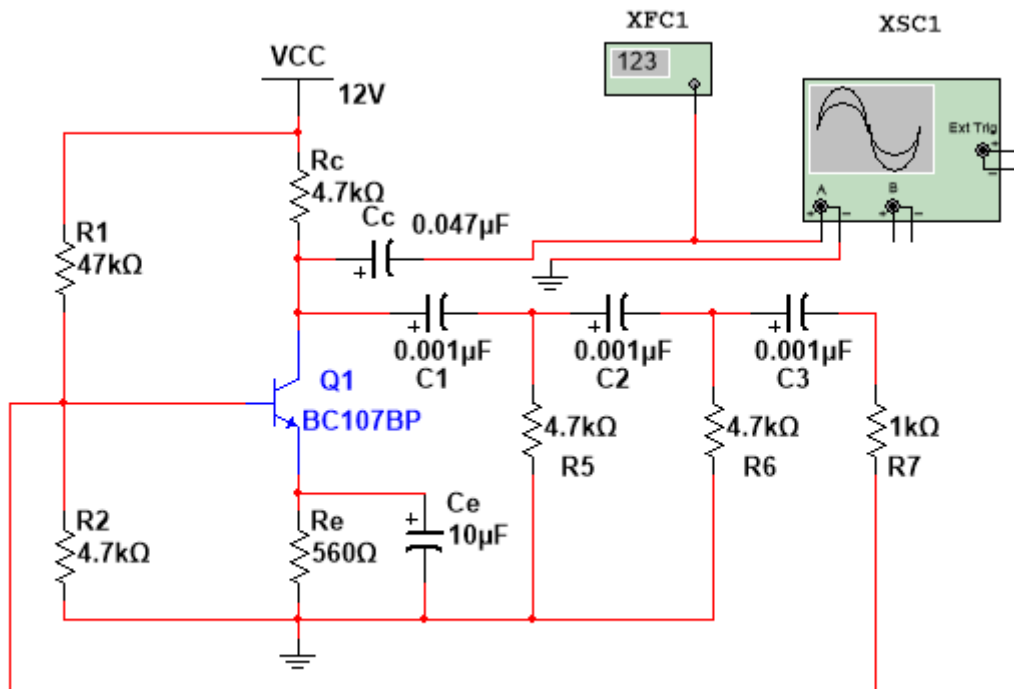 XFC1
XSC1
123
VCC
12V
Ext Trig
+
−
A
B
+ − + −
Rc
4.7kΩ
Cc
0.047µF
+
R1
47kΩ
+
0.001µF
C1
+
0.001µF
C2
+
0.001µF
C3
Q1
BC107BP
4.7kΩ
R5
4.7kΩ
R6
1kΩ
R7
R2
4.7kΩ
Re
560Ω
Ce
+
10µF